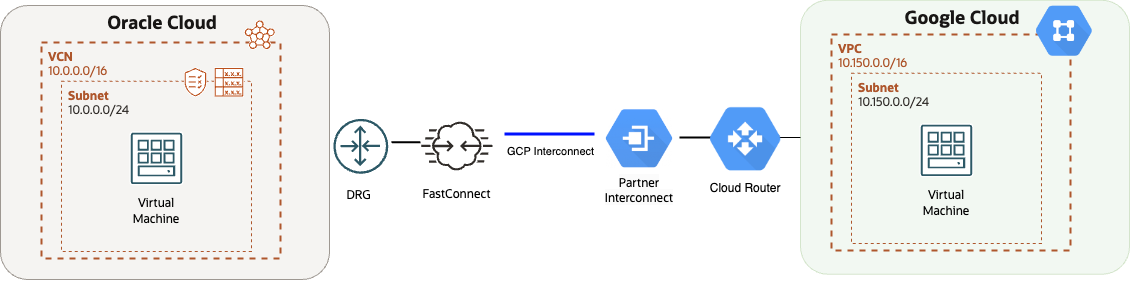 Oracle Cloud
VCN
10.0.0.0/16
Subnet
10.0.0.0/24
x.x.x.
x.x.x.
x.x.x.
Virtual
Machine
DRG
FastConnect
GCP Interconnect
Partner
Interconnect
Cloud Router
Google Cloud
VPC
10.150.0.0/16
Subnet
10.150.0.0/24
Virtual
Machine